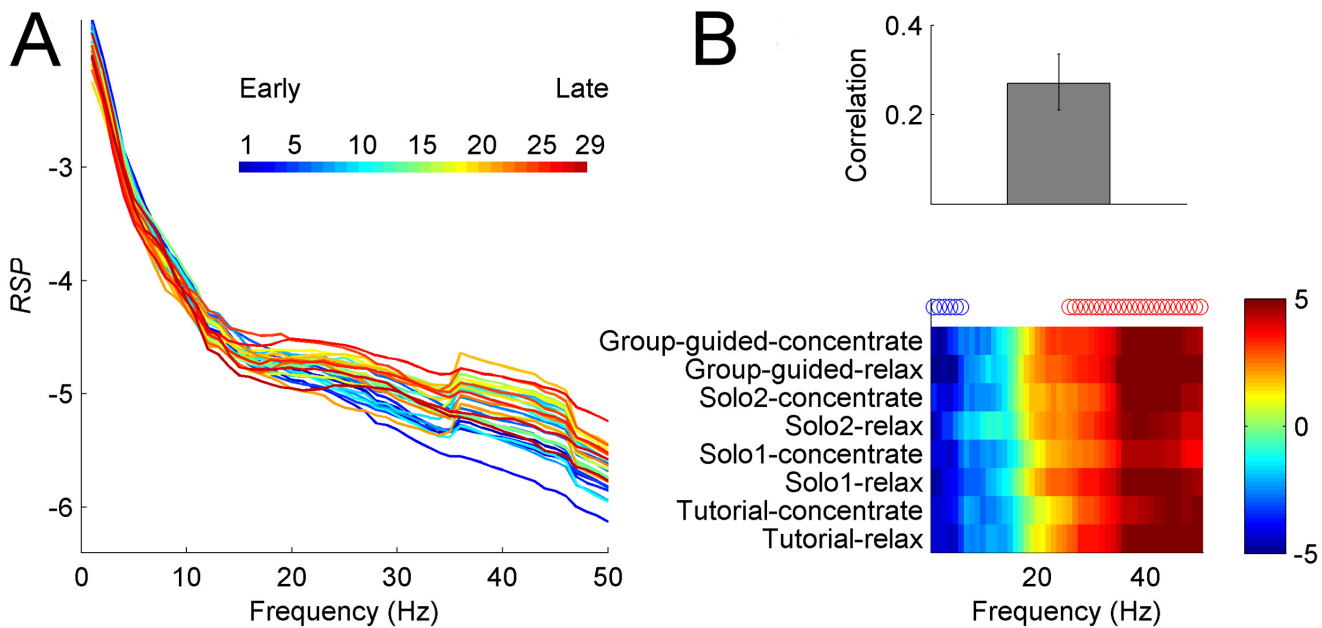 A
Early Late
1 5 10 15 20 25 29
-3
-4
-5
-6
RSP
0 10 20 30 40 50
Frequency (Hz)
B
0.4
0.2
Correlation
Group-guided-concentrate
Group-guided-relax
Solo2-concentrate
Solo2-relax
Solo1-concentrate
Solo1-relax
Tutorial-concentrate
Tutorial-relax
20 40
Frequency (Hz)
5
0
-5